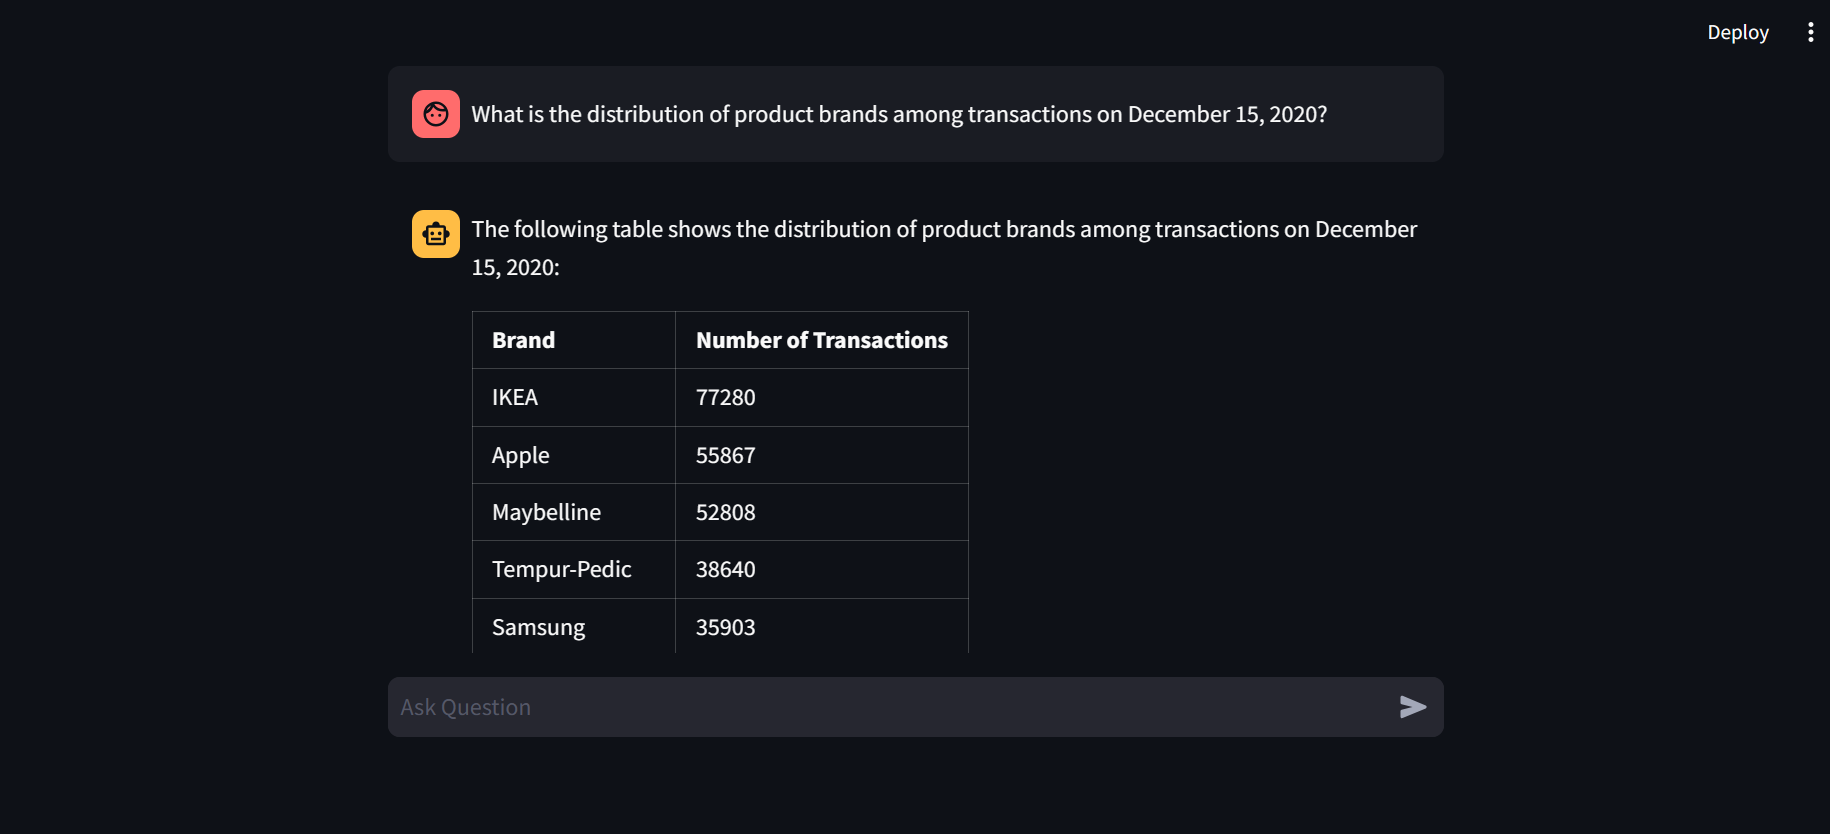 Deploy
What is the distribution of product brands among transactions on December 15, 2020?
The following table shows the distribution of product brands among transactions on December
15, 2020:
Brand Number of Transactions
IKEA 77280
Apple 55867
Maybelline 52808
Tempur-Pedic 38640
Samsung 35903
Ask Question